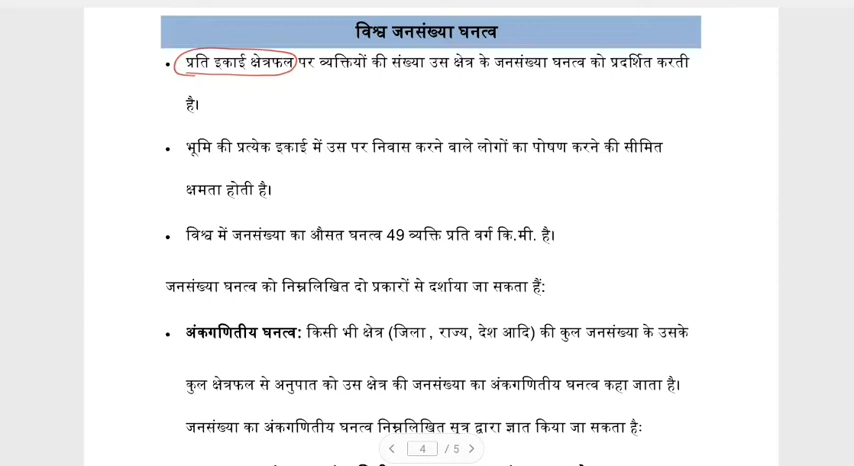 विश्व जनसंख्या घनत्व
• प्रति इकाई क्षेत्रफल पर व्यक्तियों की संख्या उस क्षेत्र के जनसंख्या घनत्व को प्रदर्शित करती
है।
• भूमि की प्रत्येक इकाई में उस पर निवास करने वाले लोगों का पोषण करने की सीमित
क्षमता होती है।
• विश्व में जनसंख्या का औसत घनत्व 49 व्यक्ति प्रति वर्ग कि.मी. है।
जनसंख्या घनत्व को निम्नलिखित दो प्रकारों से दर्शाया जा सकता हैं:
• अंकगणितीय घनत्व: किसी भी क्षेत्र (जिला , राज्य, देश आदि) की कुल जनसंख्या के उसके
कुल क्षेत्रफल से अनुपात को उस क्षेत्र की जनसंख्या का अंकगणितीय घनत्व कहा जाता है।
जनसंख्या का अंकगणितीय घनत्व निम्नलिखित सूत्र द्वारा ज्ञात किया जा सकता है:
4 / 5